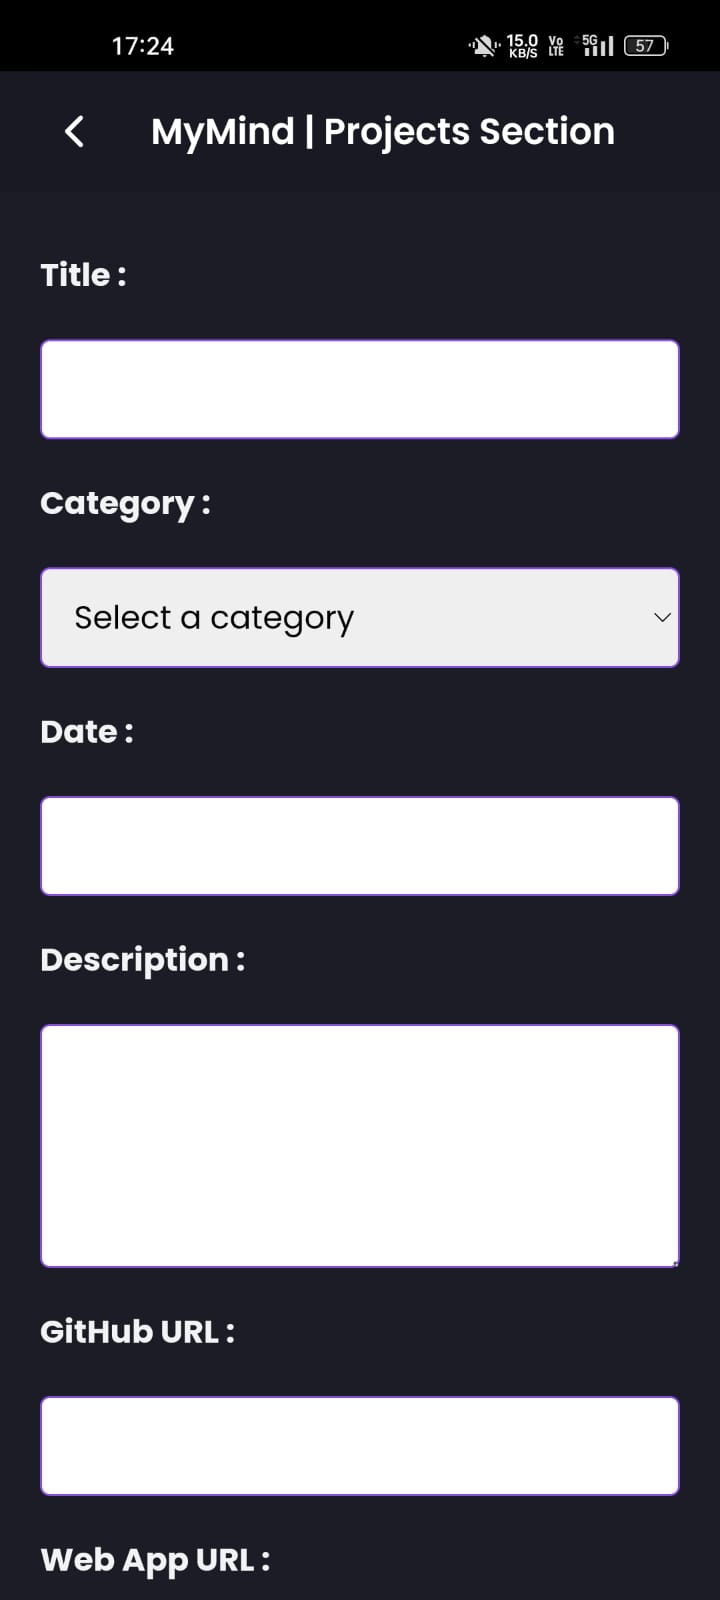 17:24
15.0
KB/S
Vo
LTE
5G
57
MyMind | Projects Section
Title :
Category :
Select a category
Date :
Description :
GitHub URL :
Web App URL :